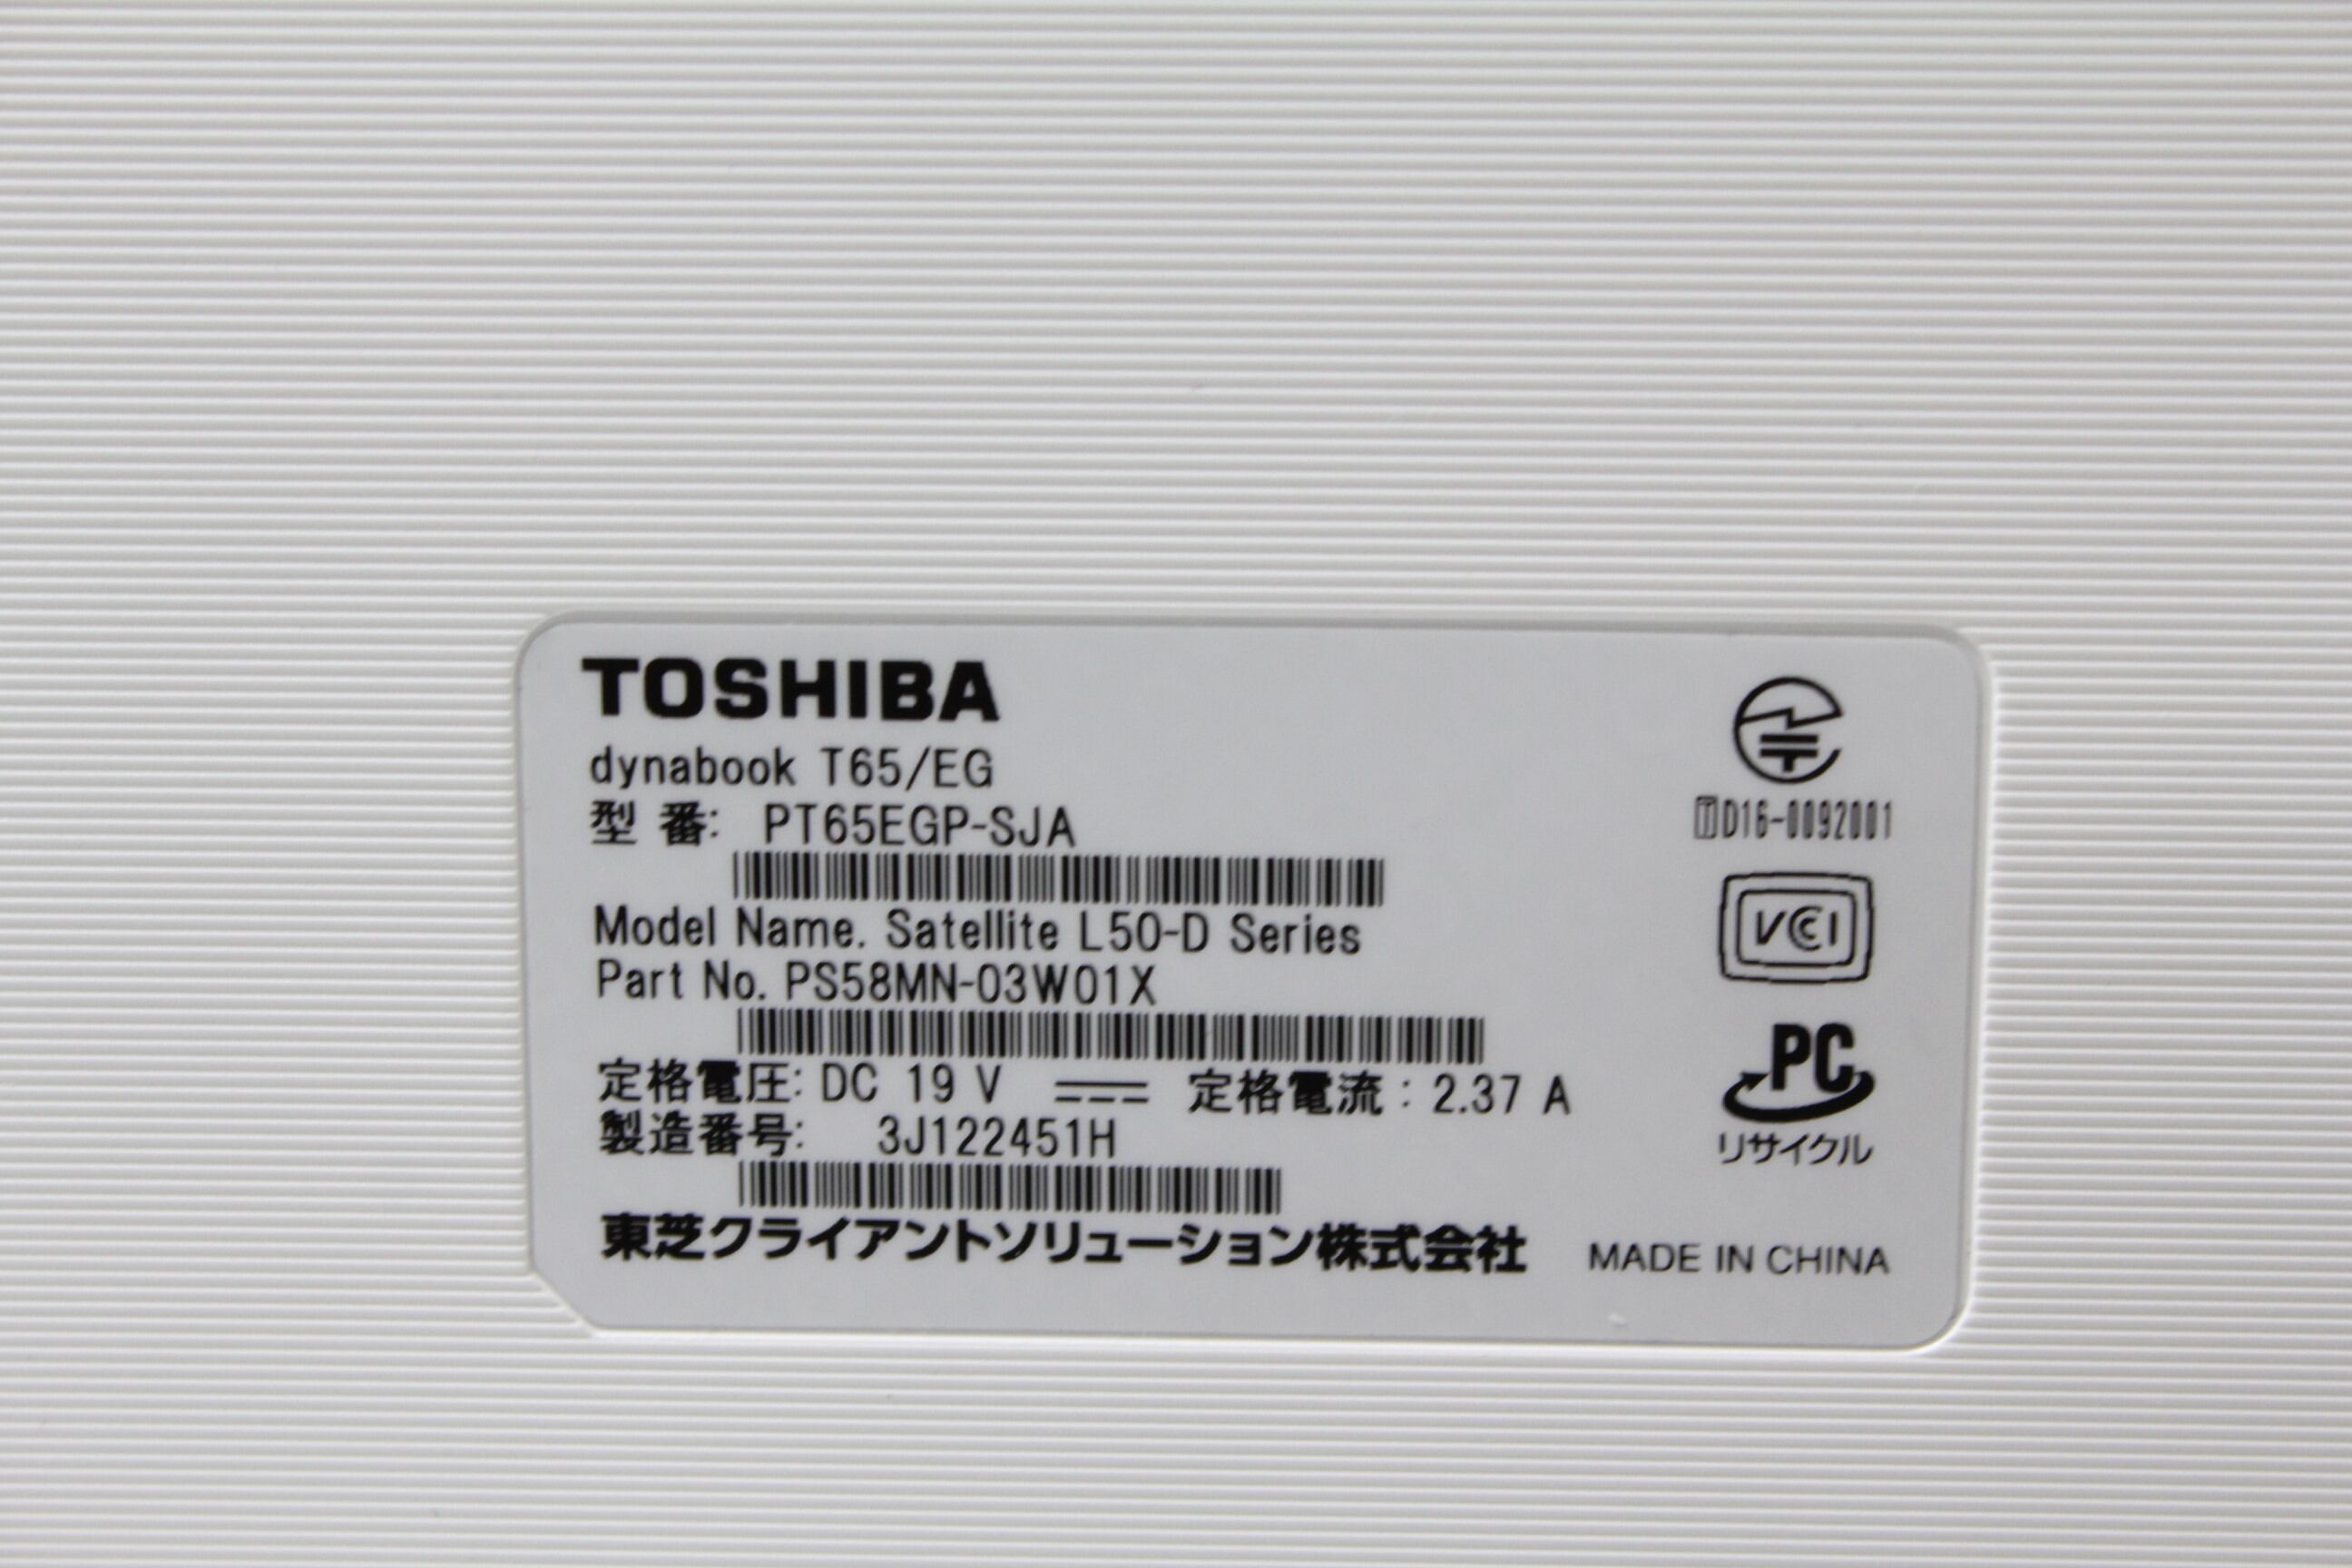 TOSHIBA
dynabook T65/EG
型 番: PT65EGP-SJA
Model Name. Satellite L50-D Series
Part No. PS58MN-03W01X
定格電圧: DC 19 V 定格電流 : 2.37 A
製造番号: 3J122451H
東芝クライアントソリューション株式会社
T D16-0092001
VCCI
PC
リサイクル
MADE IN CHINA